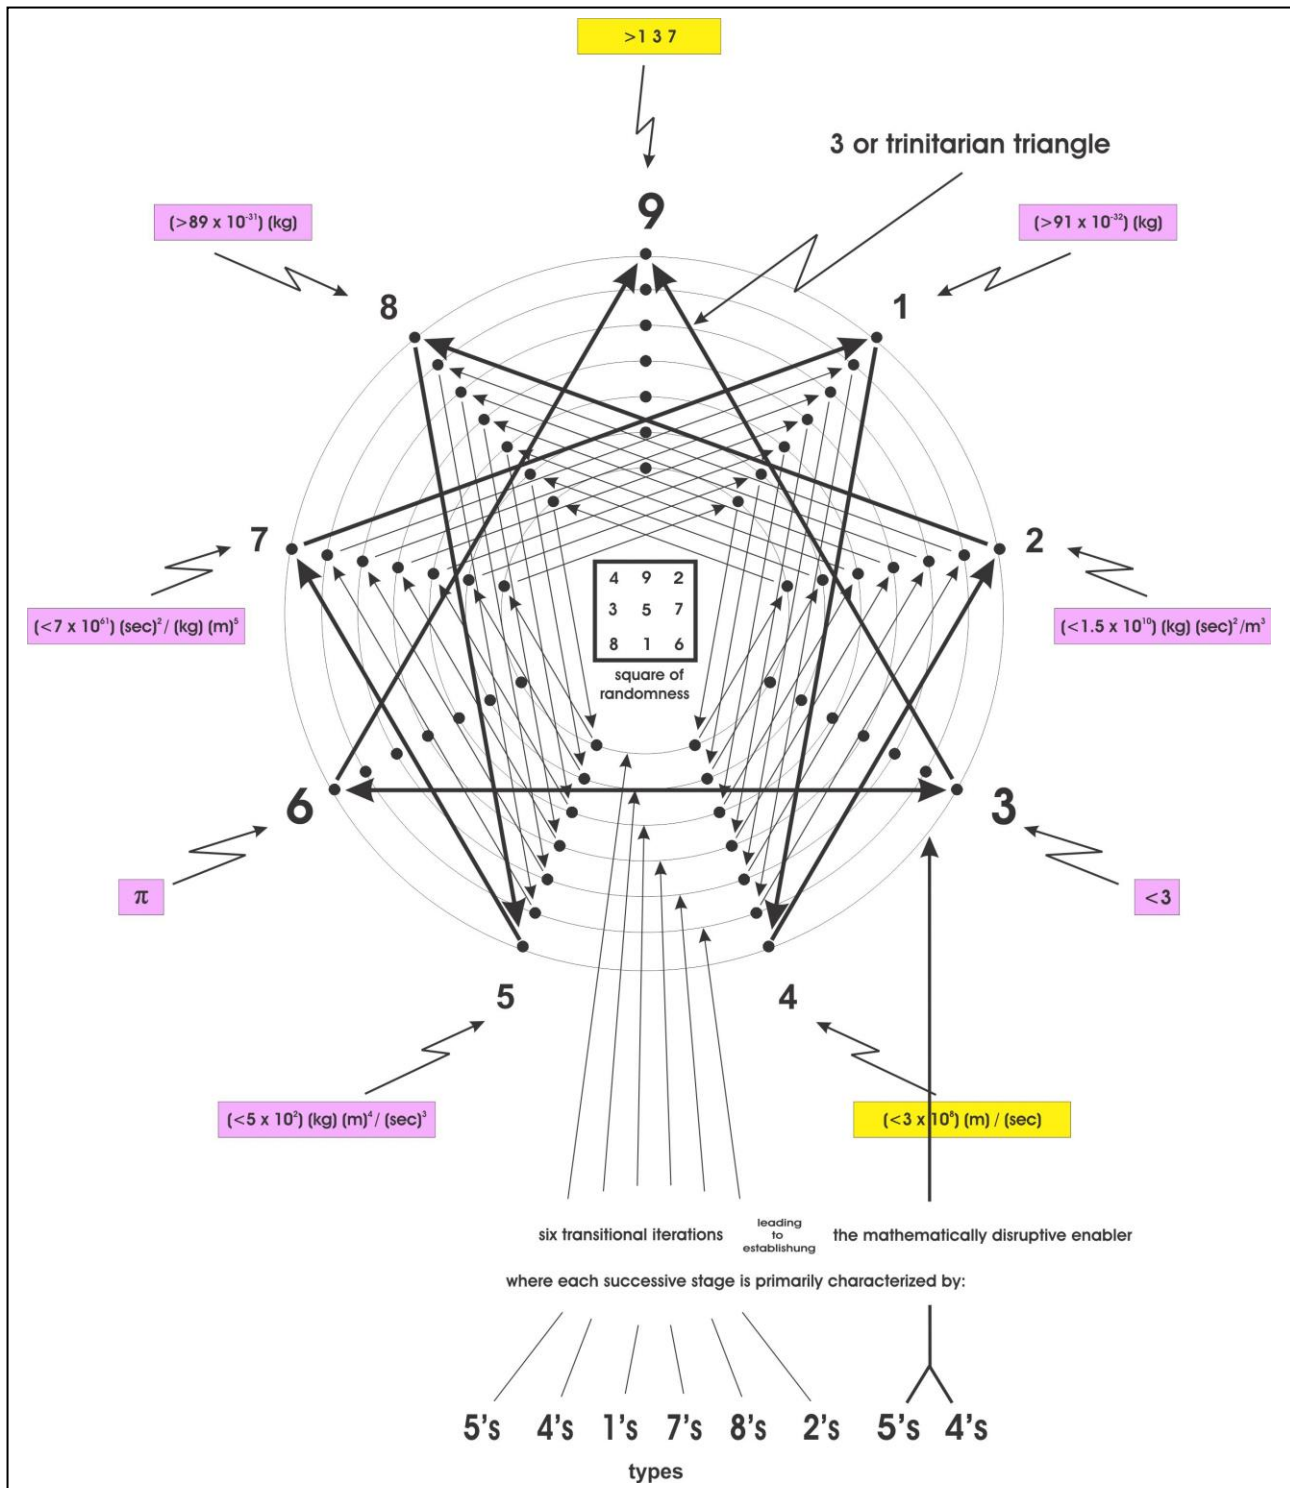 >1 3 7
3 or trinitarian triangle
(>89 x 10⁻³¹) (kg)
9
(>91 x 10⁻³²) (kg)
8
1
7
2
4 9 2
3 5 7
8 1 6
square of
randomness
(<7 x 10⁶¹) (sec)²/ (kg) (m)⁵
(<1.5 x 10¹⁰) (kg) (sec)²/m³
6
3
π
<3
5
4
(<5 x 10²) (kg) (m)⁴/ (sec)³
(<3 x 10⁸) (m) / (sec)
six transitional iterations
leading
to
establishung
the mathematically disruptive enabler
where each successive stage is primarily characterized by:
5's 4's 1's 7's 8's 2's 5's 4's
types